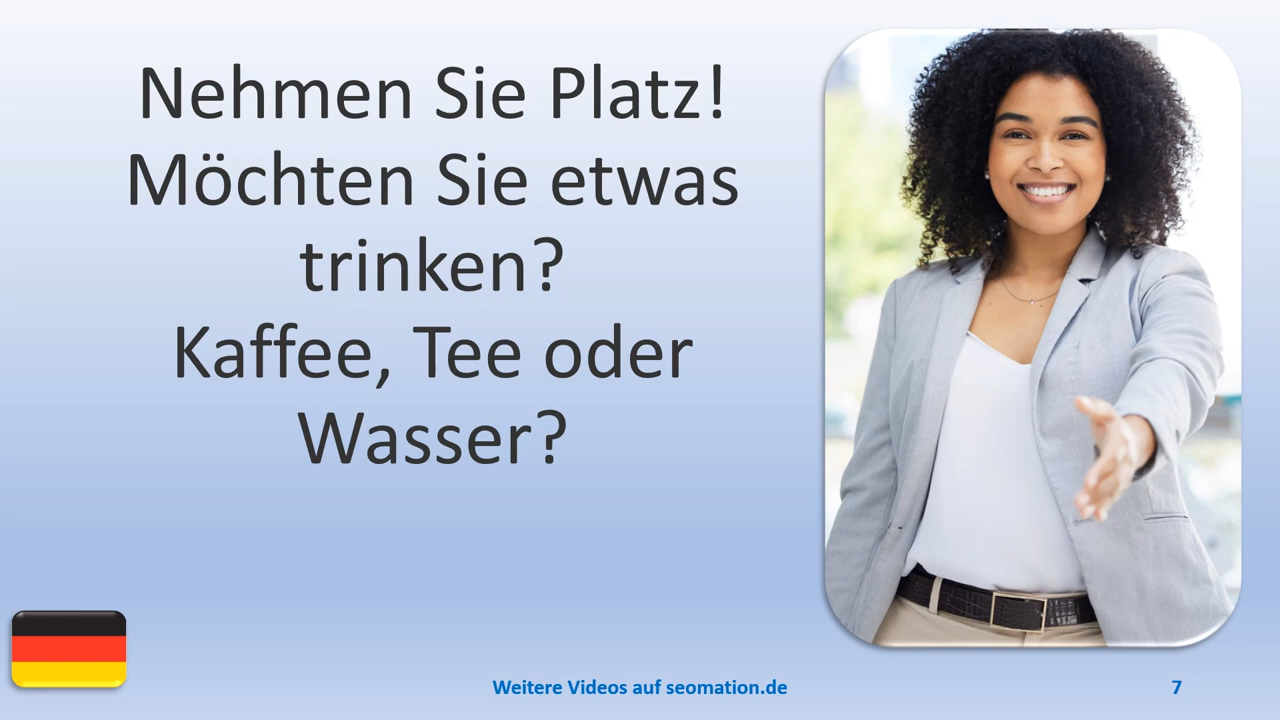 Nehmen Sie Platz!
Möchten Sie etwas
trinken?
Kaffee, Tee oder
Wasser?
Weitere Videos auf seomation.de
7